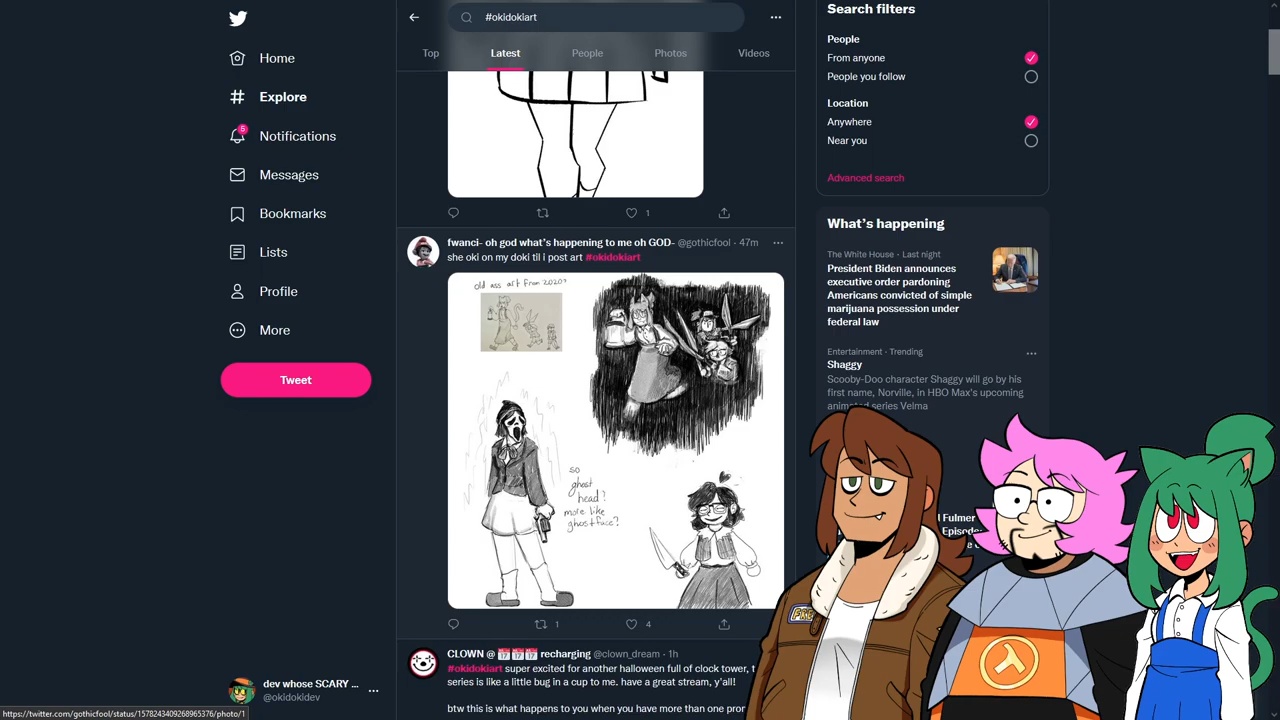 Home
Explore
5
Notifications
Messages
Bookmarks
Lists
Profile
More
Tweet
dev whose SCARY ...
@okidokidev
https://twitter.com/gothicfool/status/1578243409268965376/photo/1
#okidokiart
Top
Latest
People
Photos
Videos
1
fwanci- oh god what's happening to me oh GOD- @gothicfool · 47m
she oki on my doki til i post art #okidokiart
old ass art from 2020?
so
ghost
head?
more like
ghostface?
1
4
CLOWN @ 📅📅📅 recharging @clown_dream · 1h
#okidokiart super excited for another halloween full of clock tower, t
series is like a little bug in a cup to me. have a great stream, y'all!
btw this is what happens to you when you have more than one
Search filters
People
From anyone
People you follow
Location
Anywhere
Near you
Advanced search
What's happening
The White House · Last night
President Biden announces
executive order pardoning
Americans convicted of simple
marijuana possession under
federal law
Entertainment · Trending
Shaggy
Scooby-Doo character Shaggy will go by his
first name, Norville, in HBO Max's upcoming
animated series Velma
Fulmer
Episode